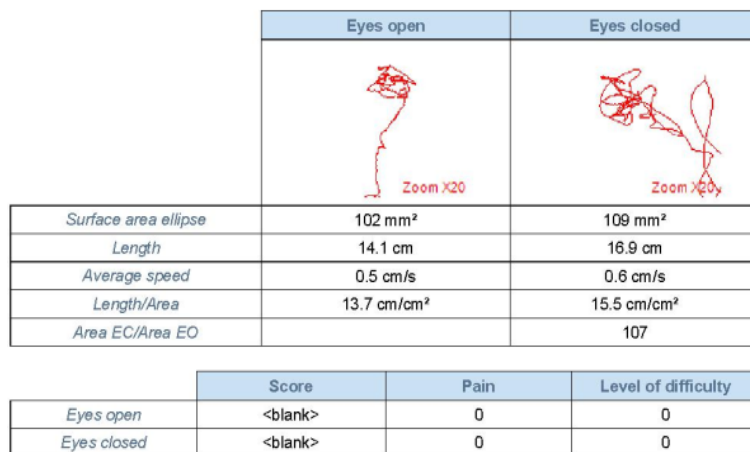 Eyes open Eyes closed
Zoom X20 Zoom X20
Surface area ellipse 102 mm² 109 mm²
Length 14.1 cm 16.9 cm
Average speed 0.5 cm/s 0.6 cm/s
Length/Area 13.7 cm/cm² 15.5 cm/cm²
Area EC/Area EO 107
Score Pain Level of difficulty
Eyes open <blank> 0 0
Eyes closed <blank> 0 0